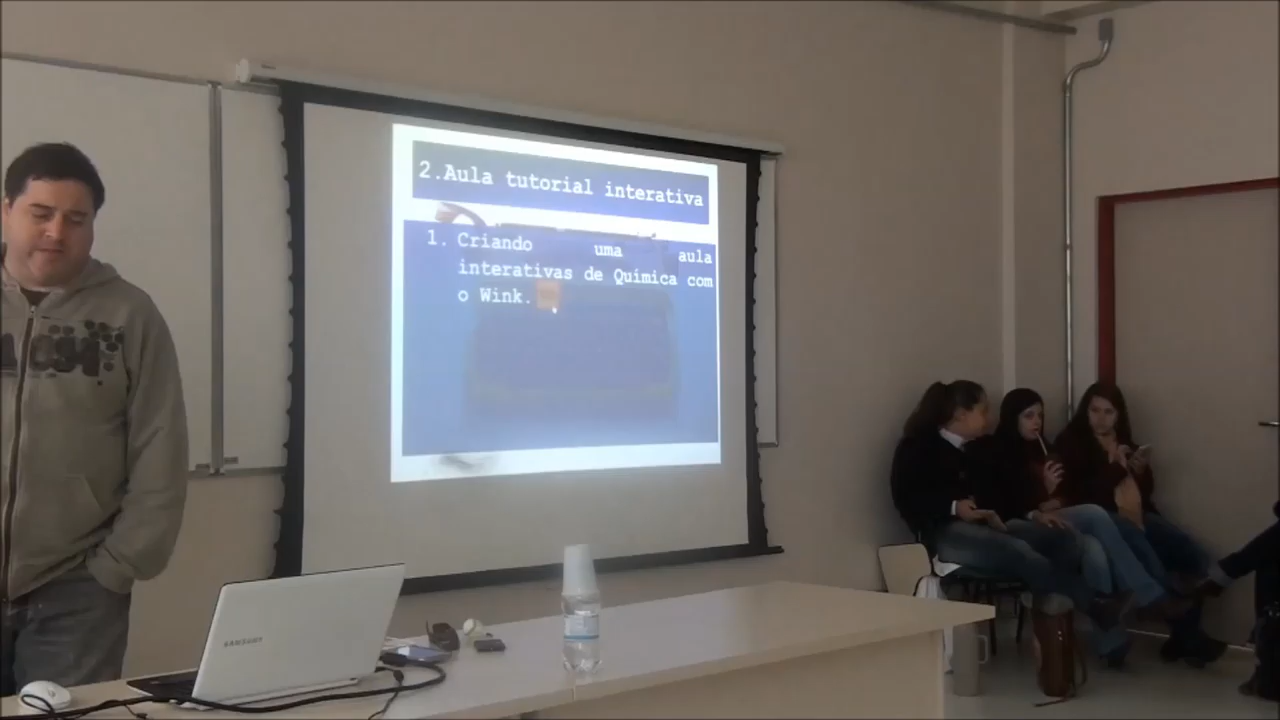 2.Aula tutorial interativa
1. Criando uma aula
interativas de Química com
o Wink.
SAMSUNG